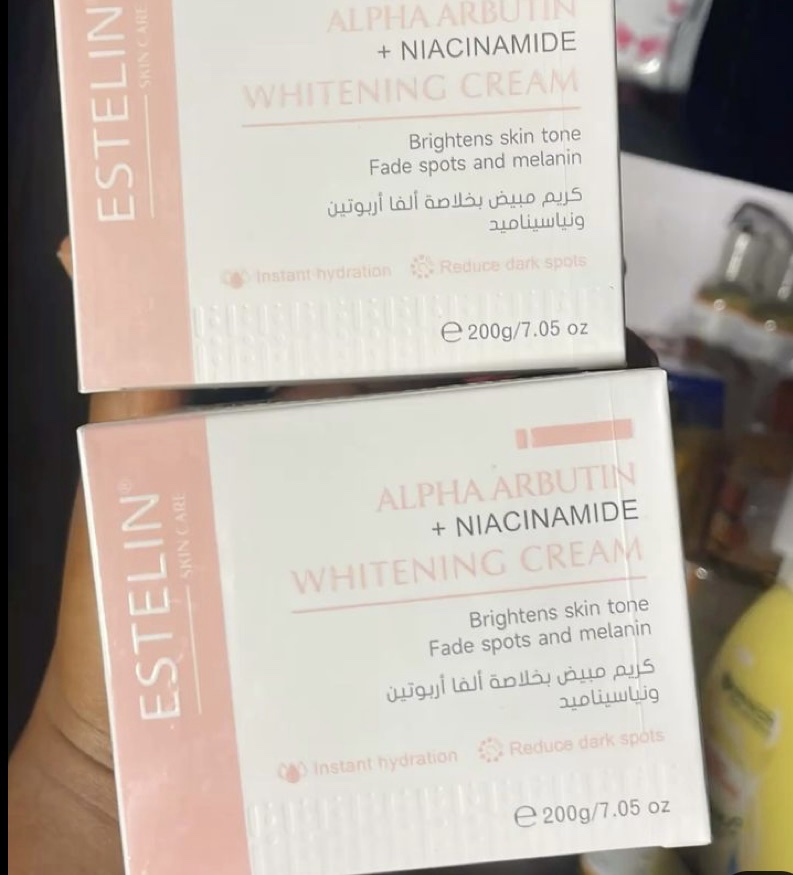 ESTELIN
SKIN CARE
ALPHA ARBUTIN
+ NIACINAMIDE
WHITENING CREAM
Brightens skin tone
Fade spots and melanin
كريم مبيض بخلاصة ألفا أربوتين
ونياسيناميد
Instant hydration
Reduce dark spots
℮ 200g/7.05 oz
ESTELIN®
SKIN CARE
ALPHA ARBUTIN
+ NIACINAMIDE
WHITENING CREAM
Brightens skin tone
Fade spots and melanin
كريم مبيض بخلاصة ألفا أربوتين
ونياسيناميد
Instant hydration
Reduce dark spots
℮ 200g/7.05 oz